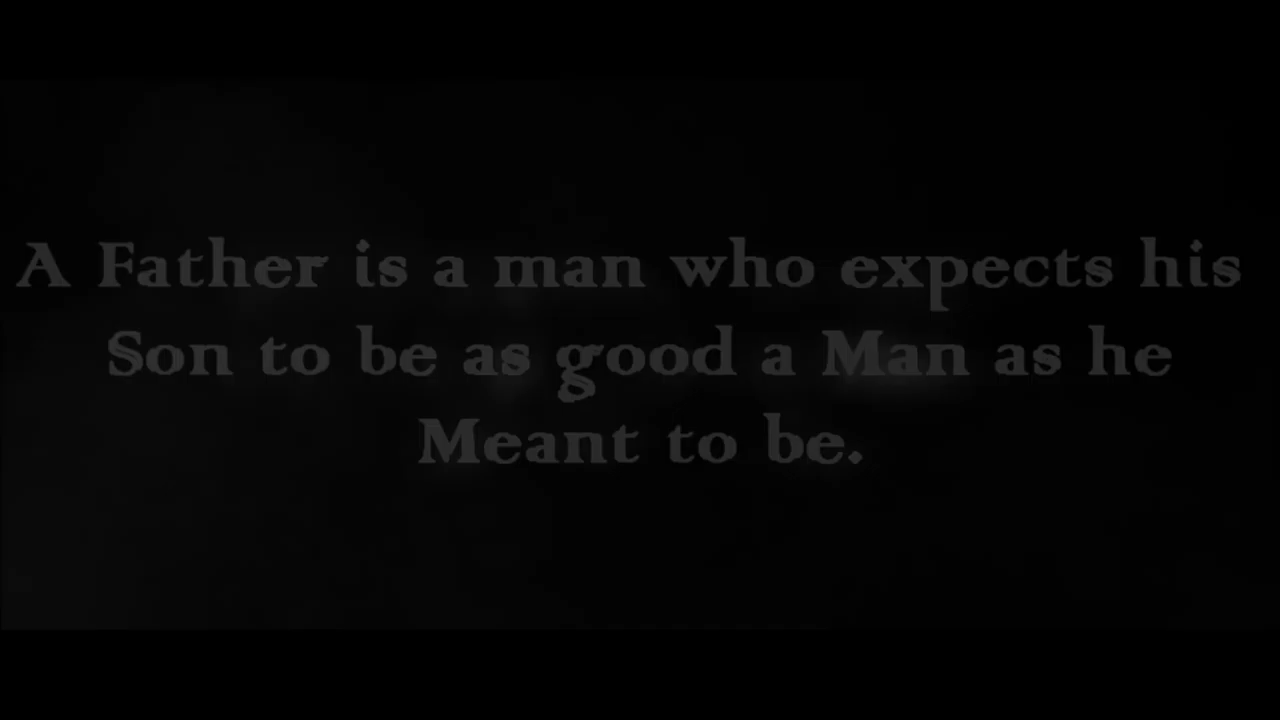 A Father is a man who expects his
Son to be as good a Man as he
Meant to be.